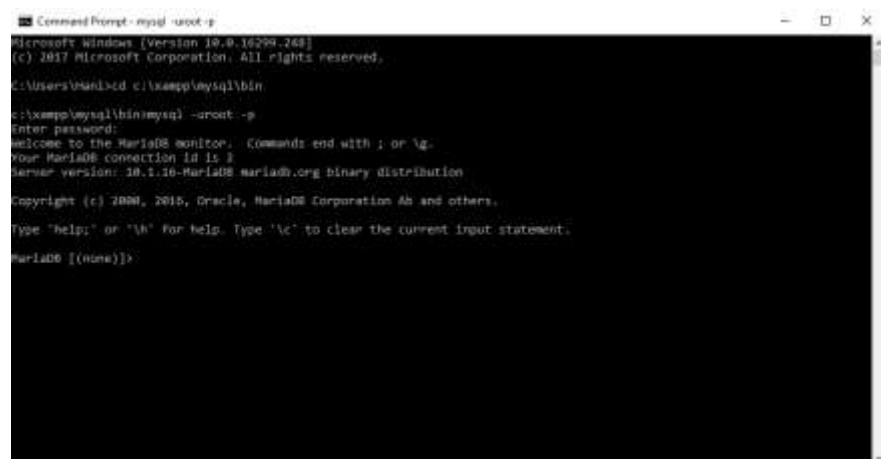 Command Prompt - mysql -uroot -p
Microsoft Windows [Version 10.0.16299.248]
(c) 2017 Microsoft Corporation. All rights reserved.
C:\Users\Hani>cd c:\xampp\mysql\bin
c:\xampp\mysql\bin>mysql -uroot -p
Enter password:
Welcome to the MariaDB monitor.  Commands end with ; or \g.
Your MariaDB connection id is
Server version: 10.1.16-MariaDB mariadb.org binary distribution
Copyright (c) 2000, 2016, Oracle, MariaDB Corporation Ab and others.
Type 'help;' or '\h' for help. Type '\c' to clear the current input statement.
MariaDB [(none)]>